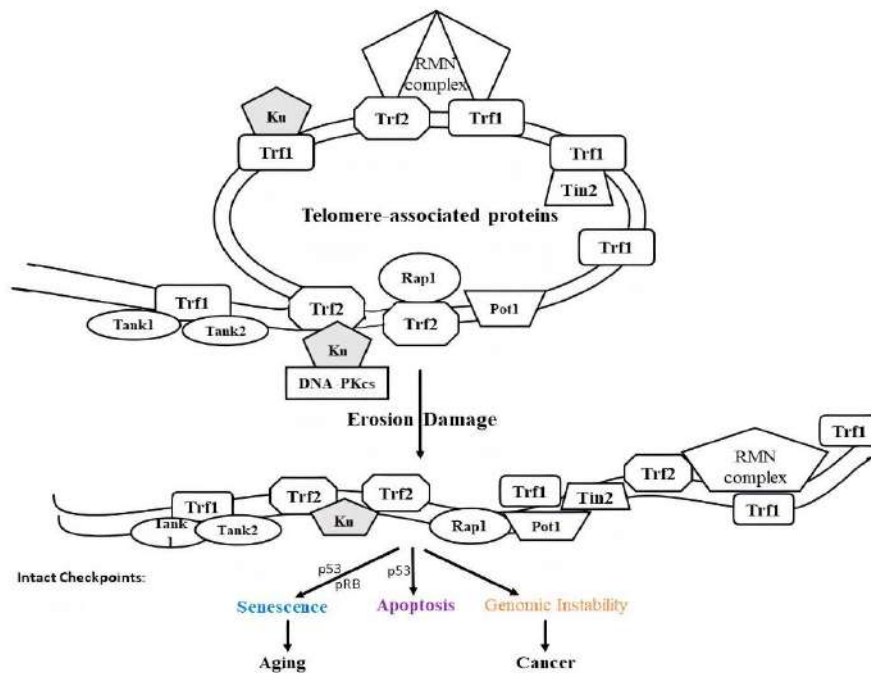 RMN
complex
Ku
Trf2
Trf1
Trf1
Trf1
Tin2
Telomere-associated proteins
Trf1
Rap1
Trf1
Trf2
Pot1
Tank1
Tank2
Trf2
Ku
DNA-PKcs
Erosion Damage
Trf1
Trf2
RMN
complex
Trf2
Trf2
Trf1
Tin2
Trf1
Trf1
Tank
1
Tank2
Ku
Rap1
Pot1
Intact Checkpoints:
p53
pRB
p53
Senescence
Apoptosis
Genomic Instability
Aging
Cancer